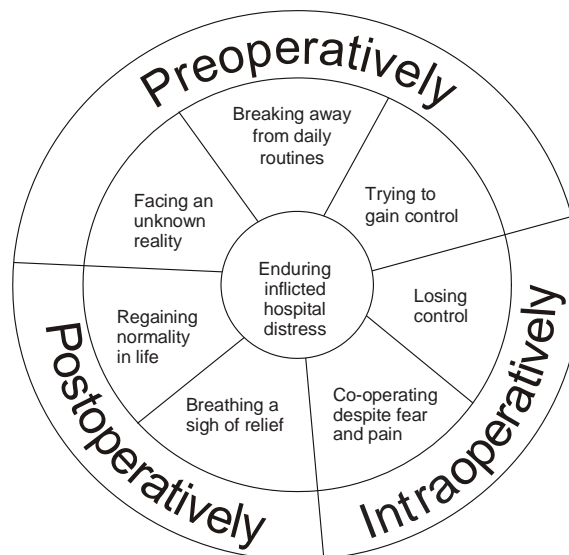 Preoperatively
Breaking away
from daily
routines
Facing an
unknown
reality
Trying to
gain control
Enduring
inflicted
hospital
distress
Losing
control
Regaining
normality
in life
Breathing a
sigh of relief
Co-operating
despite fear
and pain
Postoperatively
Intraoperatively